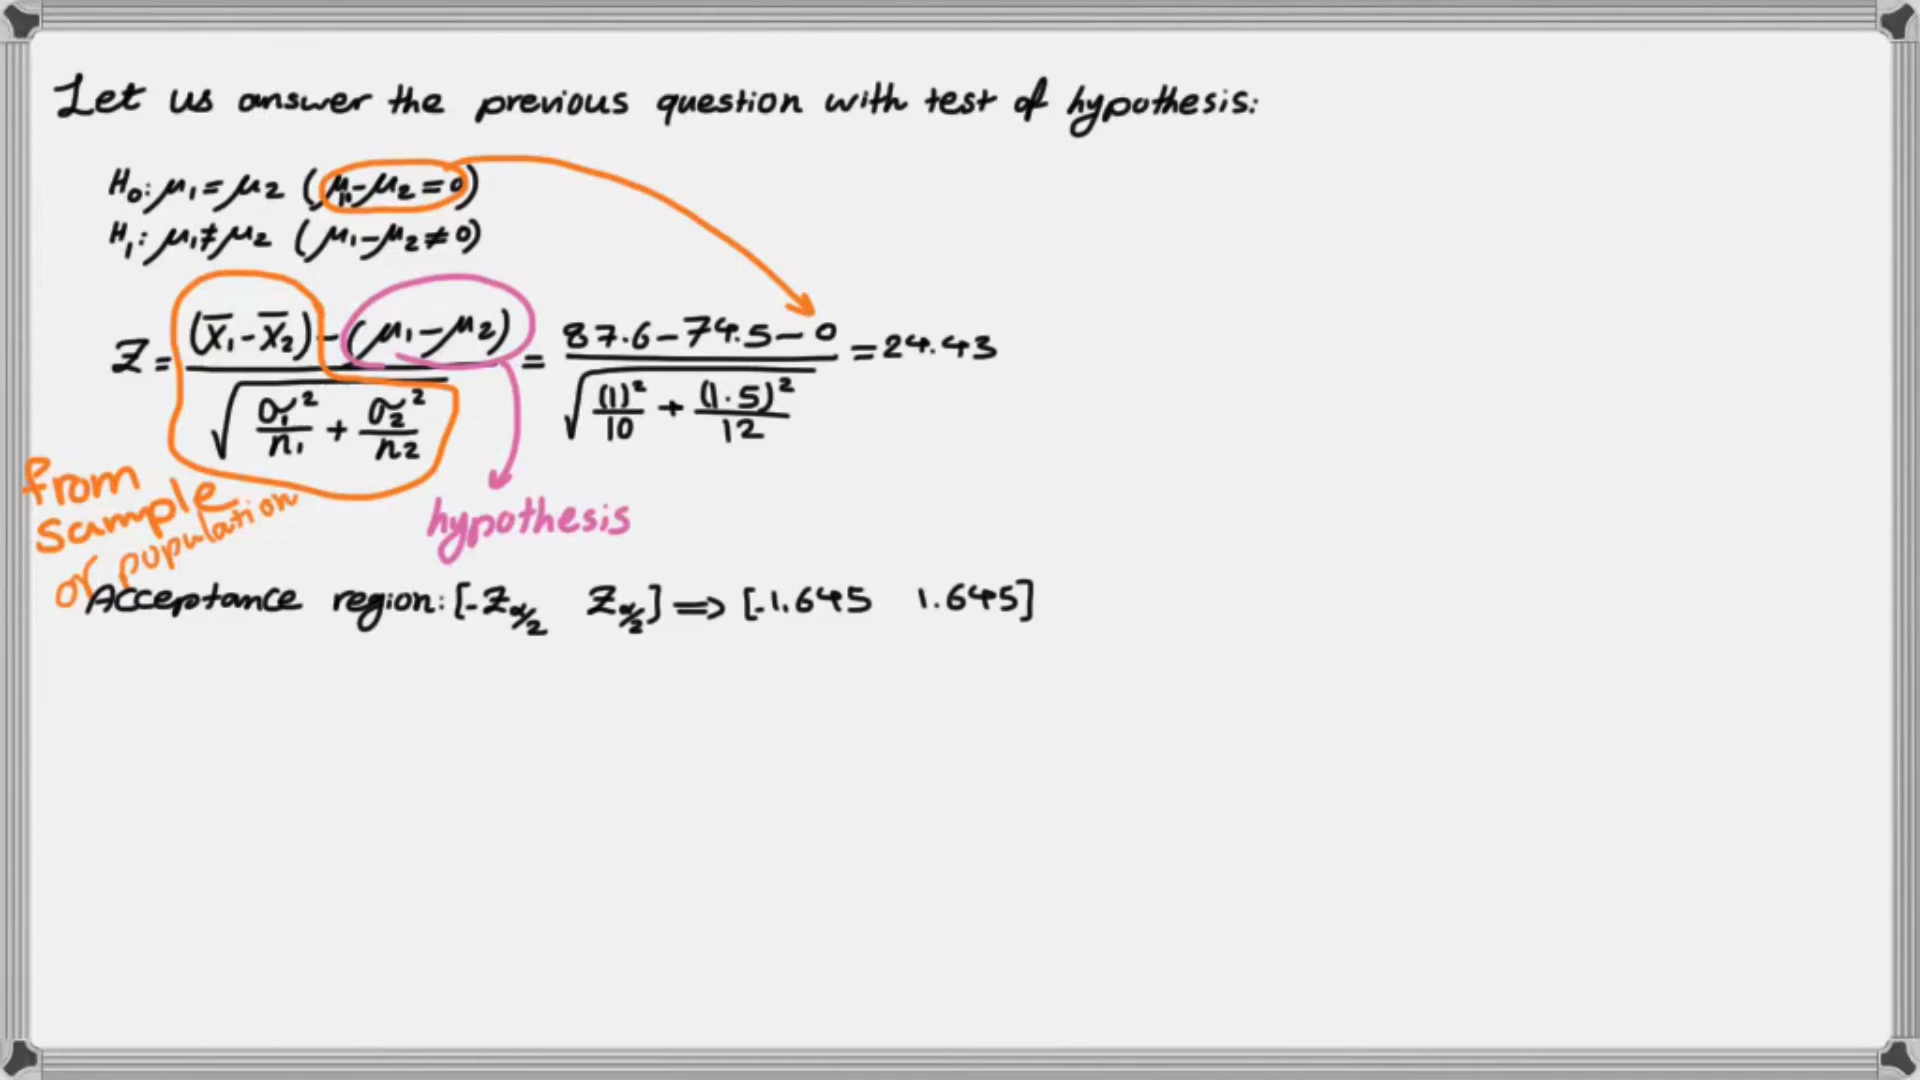 Let us answer the previous question with test of hypothesis:
H₀: μ₁ = μ₂ (μ₁ - μ₂ = 0)
H₁: μ₁ ≠ μ₂ (μ₁ - μ₂ ≠ 0)
Z = ((X̄₁ - X̄₂) - (μ₁ - μ₂)) / √(σ₁²/n₁ + σ₂²/n₂) = (87.6 - 74.5 - 0) / √((1)²/10 + (1.5)²/12) = 24.43
from
sample
or population
hypothesis
Acceptance region: [-Z_α/2 Z_α/2] ⟹ [-1.645 1.645]